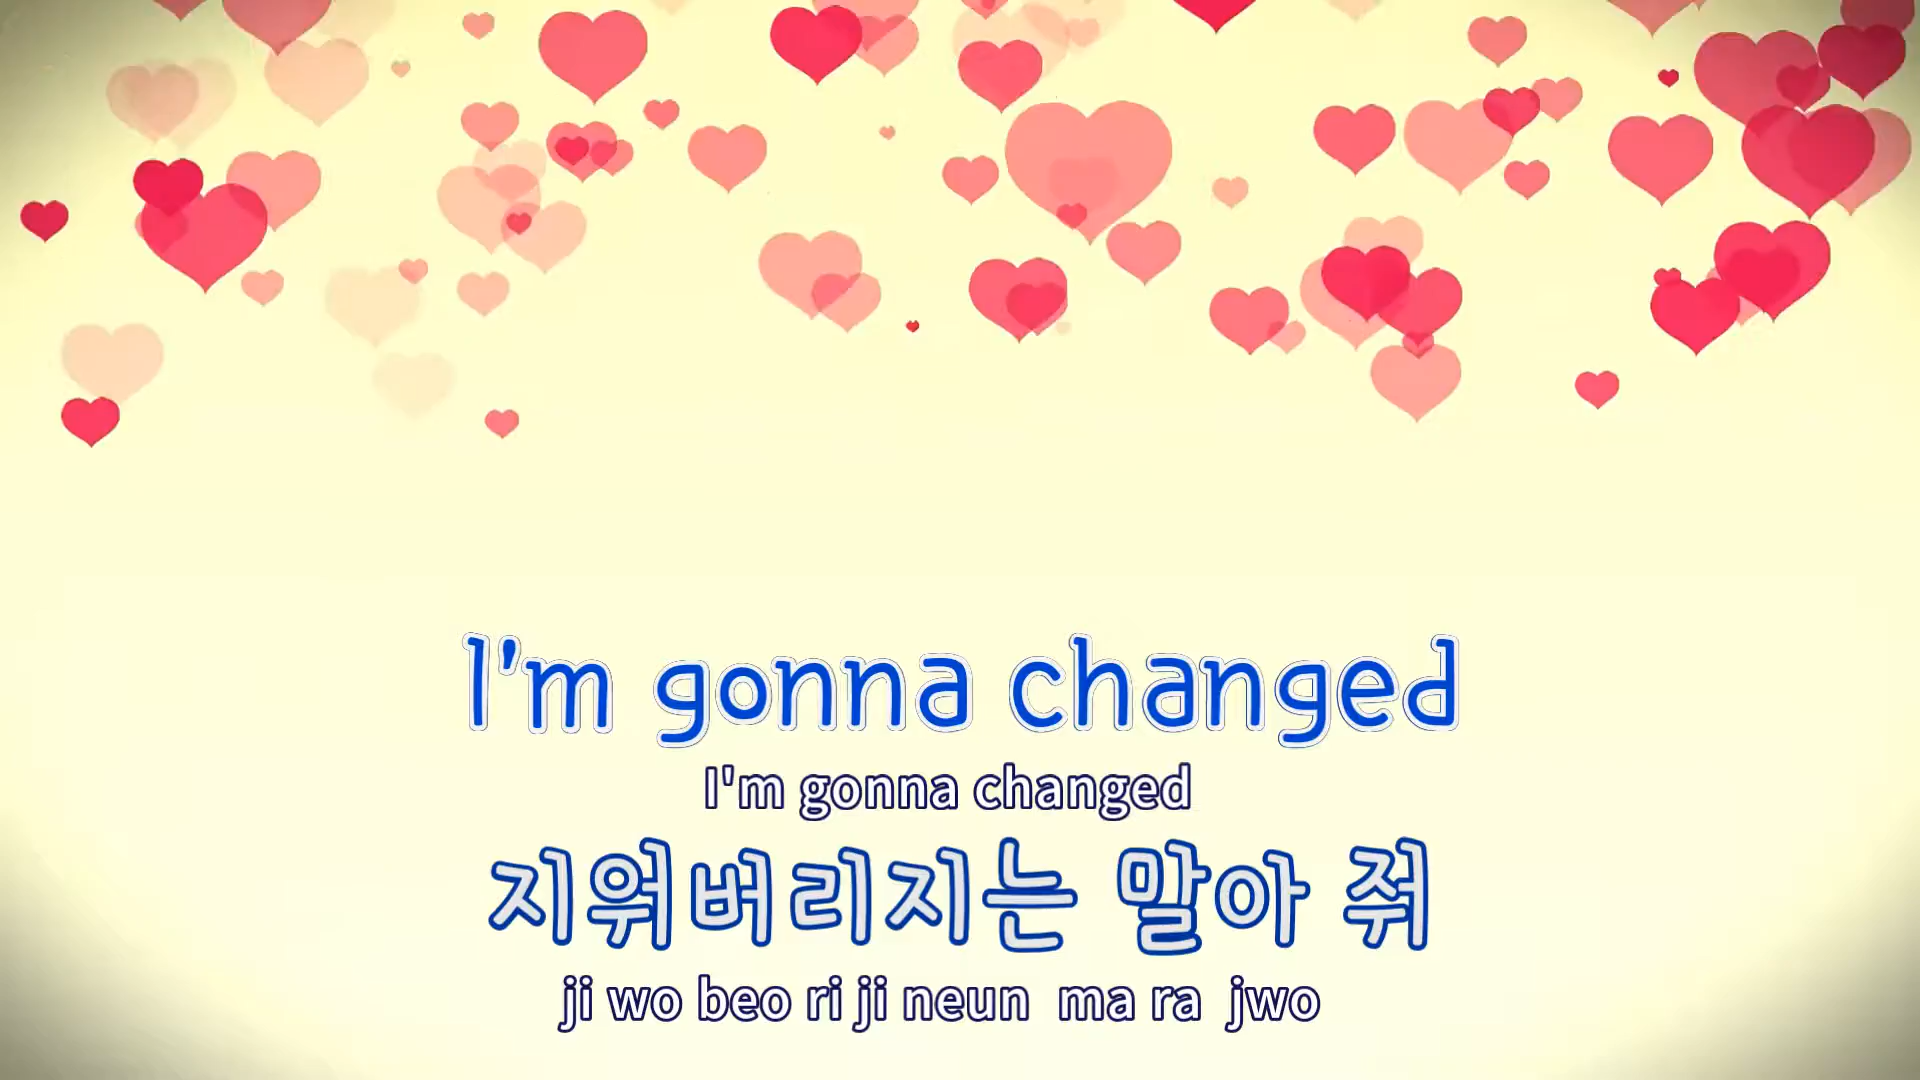 I'm gonna changed
I'm gonna changed
지워버리지는 말아 줘
ji wo beo ri ji neun ma ra jwo